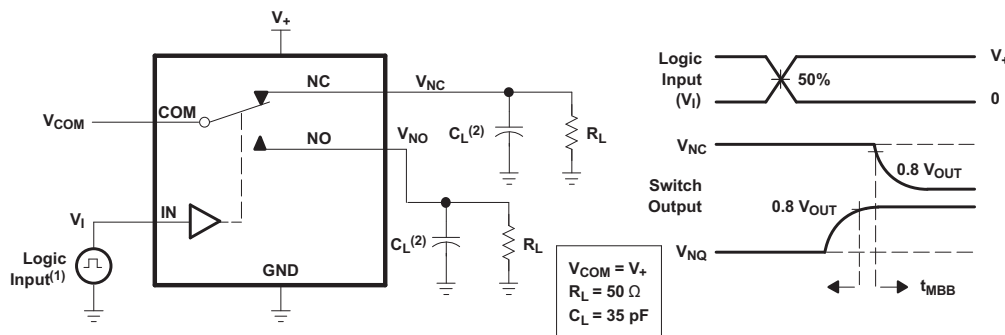 V+
NC
VNC
COM
VCOM
CL(2)
RL
NO
VNO
VI
IN
CL(2)
RL
Logic
Input(1)
GND
VCOM = V+
RL = 50 Ω
CL = 35 pF
Logic
Input
(VI)
50%
V+
0
VNC
0.8 VOUT
Switch
Output
0.8 VOUT
VNQ
tMBB